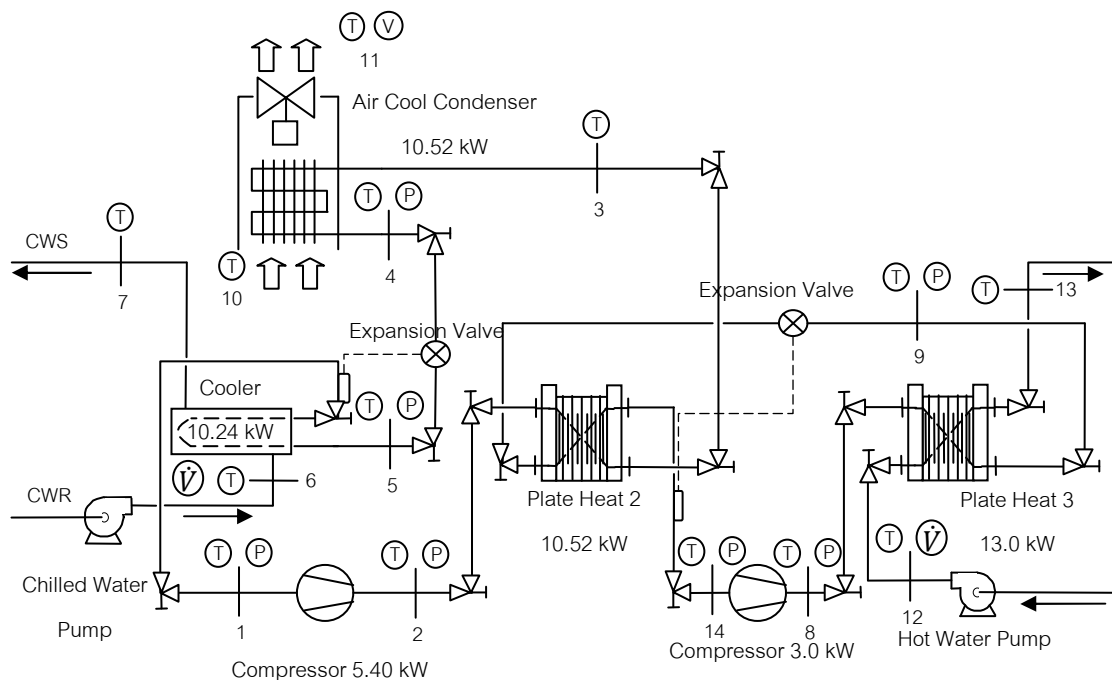 T V
11
Air Cool Condenser
10.52 kW
T
3
T P
4
T
CWS
7
T
10
Expansion Valve
T P
9
T
13
Expansion Valve
Cooler
10.24 kW
T P
5
V̇ T
6
CWR
Plate Heat 2
10.52 kW
Plate Heat 3
13.0 kW
T V̇
12
Hot Water Pump
Chilled Water
Pump
T P
1
T P
2
Compressor 5.40 kW
T P
14
T P
8
Compressor 3.0 kW